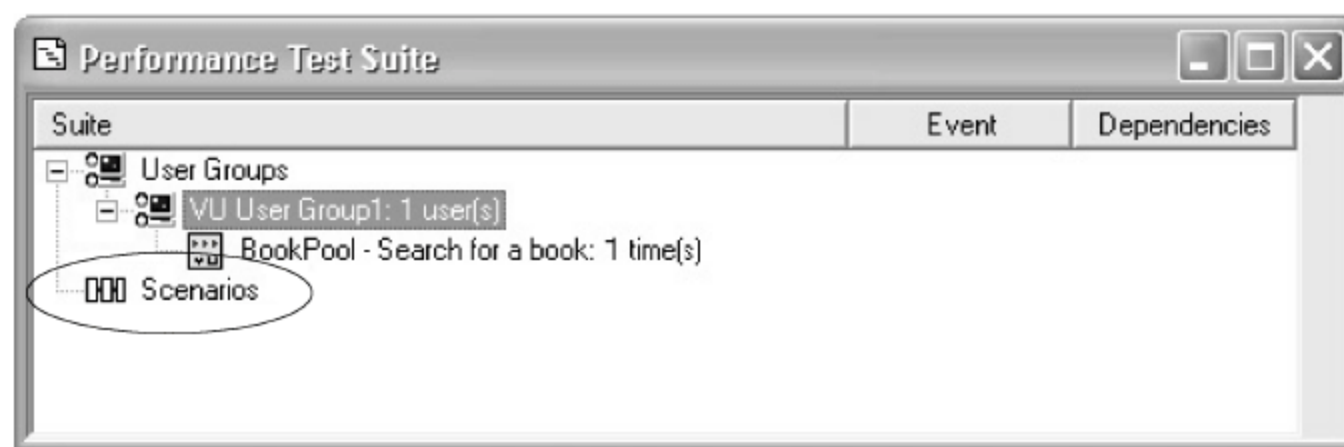 Performance Test Suite
Suite Event Dependencies
User Groups
VU User Group1: 1 user(s)
BookPool - Search for a book: 1 time(s)
Scenarios